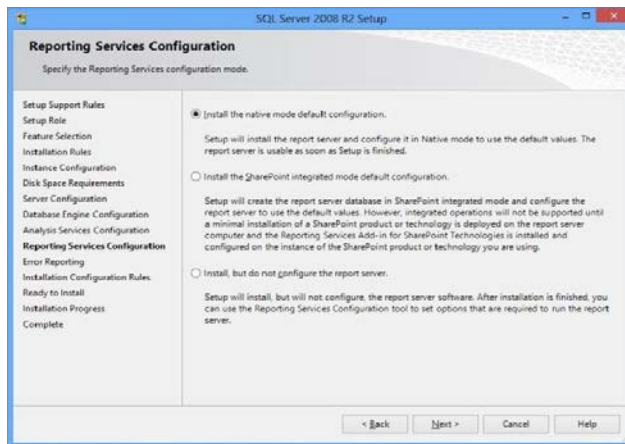 SQL Server 2008 R2 Setup
Reporting Services Configuration
Specify the Reporting Services configuration mode.
Setup Support Rules
Setup Role
Feature Selection
Installation Rules
Instance Configuration
Disk Space Requirements
Server Configuration
Database Engine Configuration
Analysis Services Configuration
Reporting Services Configuration
Error Reporting
Installation Configuration Rules
Ready to Install
Installation Progress
Complete
Install the native mode default configuration.
Setup will install the report server and configure it in Native mode to use the default values. The
report server is usable as soon as Setup is finished.
Install the SharePoint integrated mode default configuration.
Setup will create the report server database in SharePoint integrated mode and configure the
report server to use the default values. However, integrated operations will not be supported until
a minimal installation of a SharePoint product or technology is deployed on the report server
computer and the Reporting Services Add-in for SharePoint Technologies is installed and
configured on the instance of the SharePoint product or technology you are using.
Install, but do not configure the report server.
Setup will install, but will not configure, the report server software. After installation is finished, you
can use the Reporting Services Configuration tool to set options that are required to run the report
server.
< Back
Next >
Cancel
Help